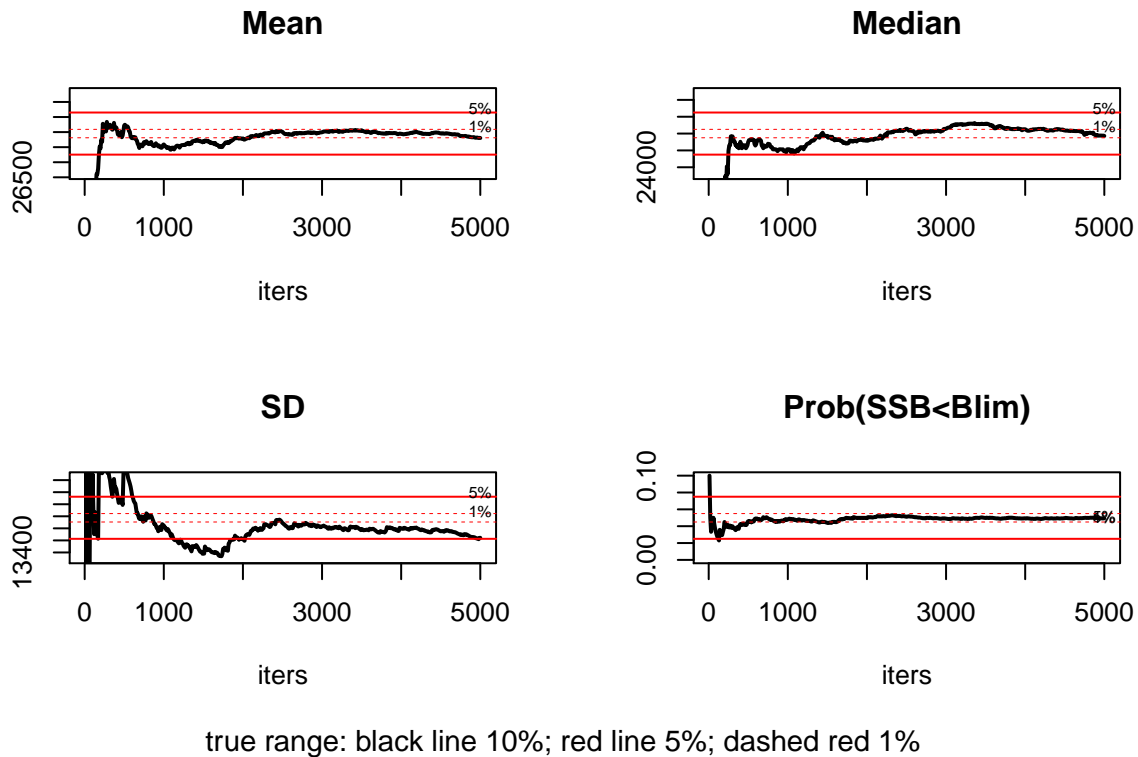 Mean
26500
5%
1%
0 1000 3000 5000
iters
Median
24000
5%
1%
0 1000 3000 5000
iters
SD
13400
5%
1%
0 1000 3000 5000
iters
Prob(SSB<Blim)
0.00 0.10
0 1000 3000 5000
iters
true range: black line 10%; red line 5%; dashed red 1%